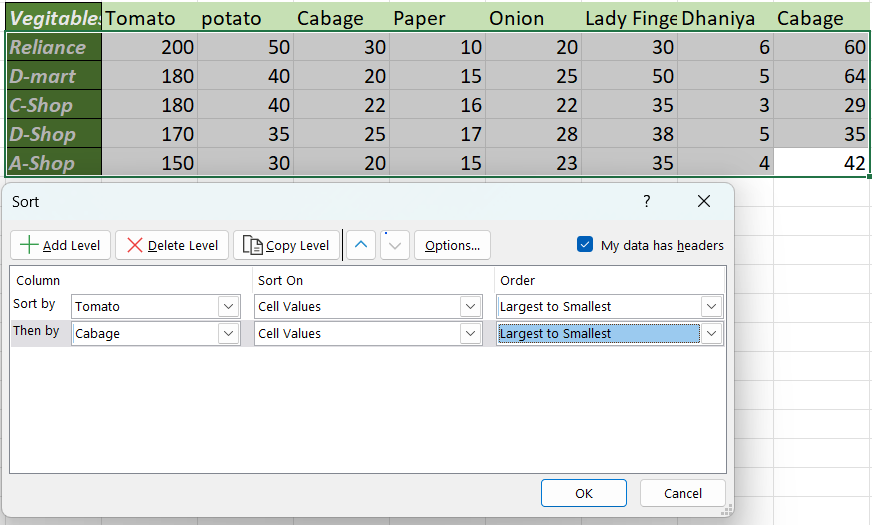 Vegitables Tomato potato Cabage Paper Onion Lady Finge Dhaniya Cabage
Reliance 200 50 30 10 20 30 6 60
D-mart 180 40 20 15 25 50 5 64
C-Shop 180 40 22 16 22 35 3 29
D-Shop 170 35 25 17 28 38 5 35
A-Shop 150 30 20 15 23 35 4 42
Sort ?
Add Level Delete Level Copy Level Options... My data has headers
Column Sort On Order
Sort by Tomato Cell Values Largest to Smallest
Then by Cabage Cell Values Largest to Smallest
OK Cancel